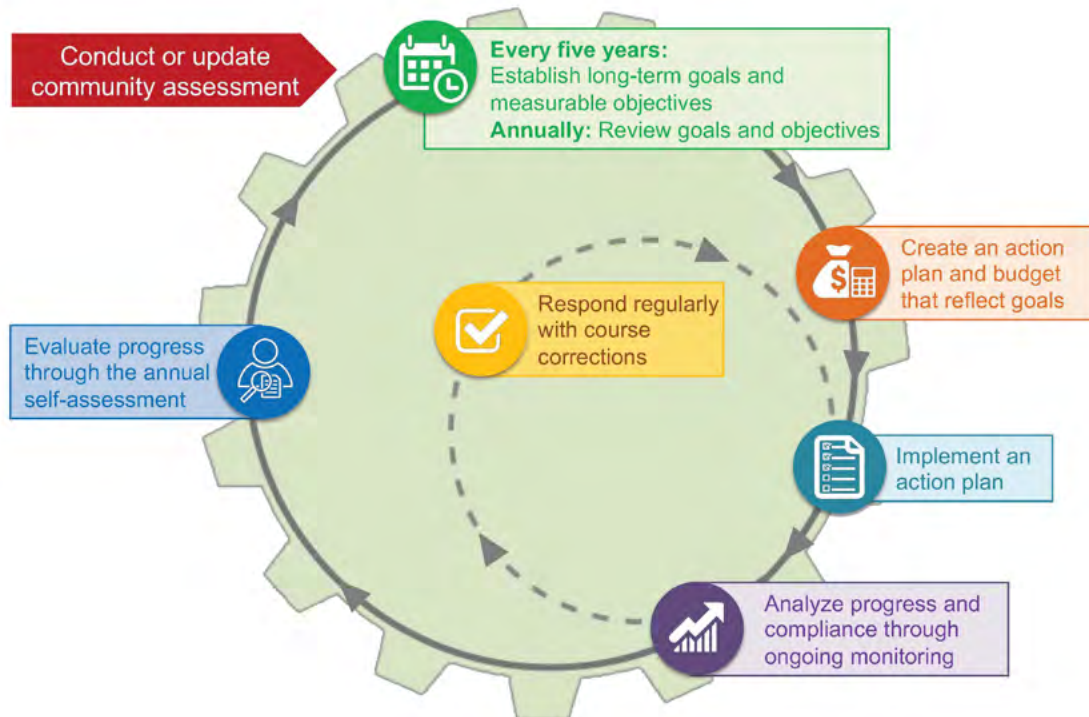 Conduct or update
community assessment
Every five years:
Establish long-term goals and
measurable objectives
Annually: Review goals and objectives
Create an action
plan and budget
that reflect goals
$
Respond regularly
with course
corrections
Evaluate progress
through the annual
self-assessment
Implement an
action plan
Analyze progress and
compliance through
ongoing monitoring